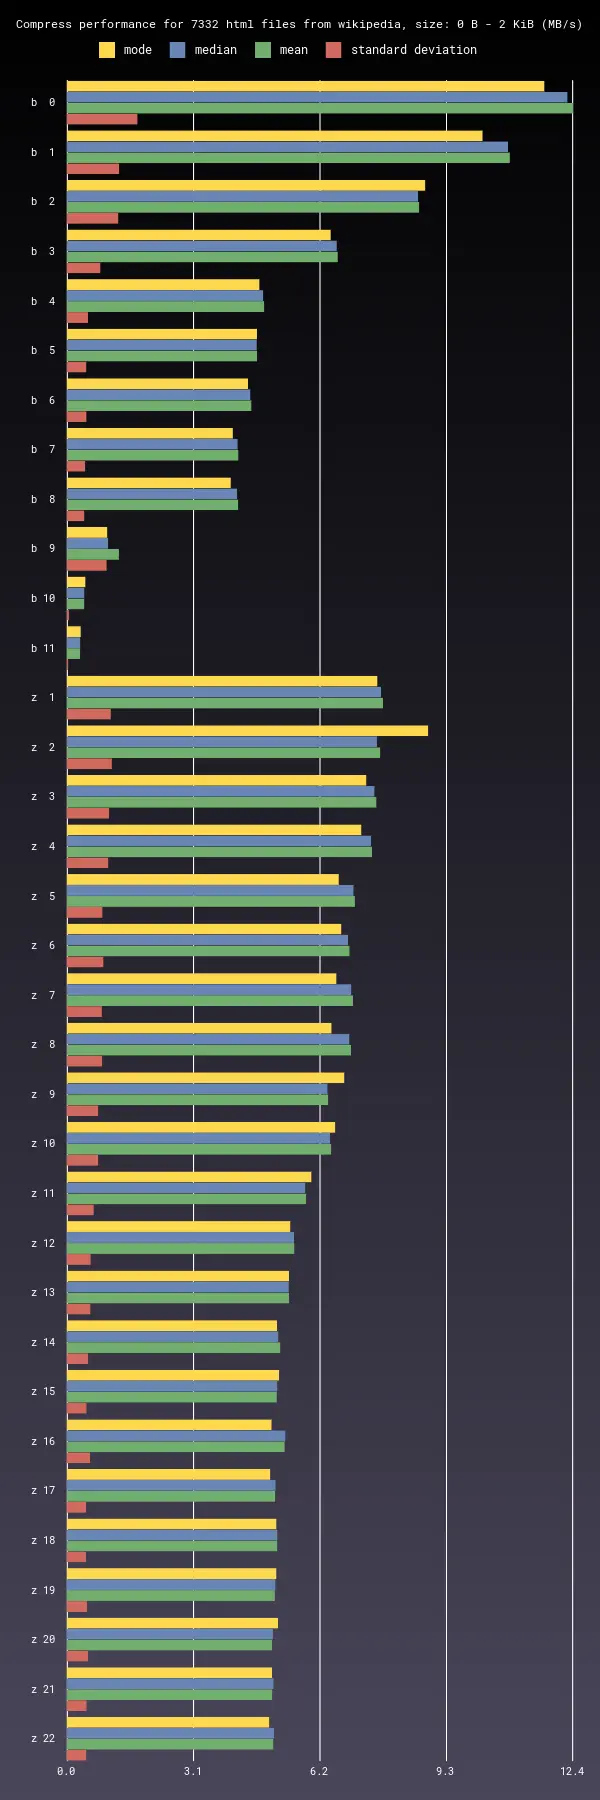 Compress performance for 7332 html files from wikipedia, size: 0 B - 2 KiB (MB/s)
mode median mean standard deviation
b 0
b 1
b 2
b 3
b 4
b 5
b 6
b 7
b 8
b 9
b 10
b 11
z 1
z 2
z 3
z 4
z 5
z 6
z 7
z 8
z 9
z 10
z 11
z 12
z 13
z 14
z 15
z 16
z 17
z 18
z 19
z 20
z 21
z 22
0.0 3.1 6.2 9.3 12.4